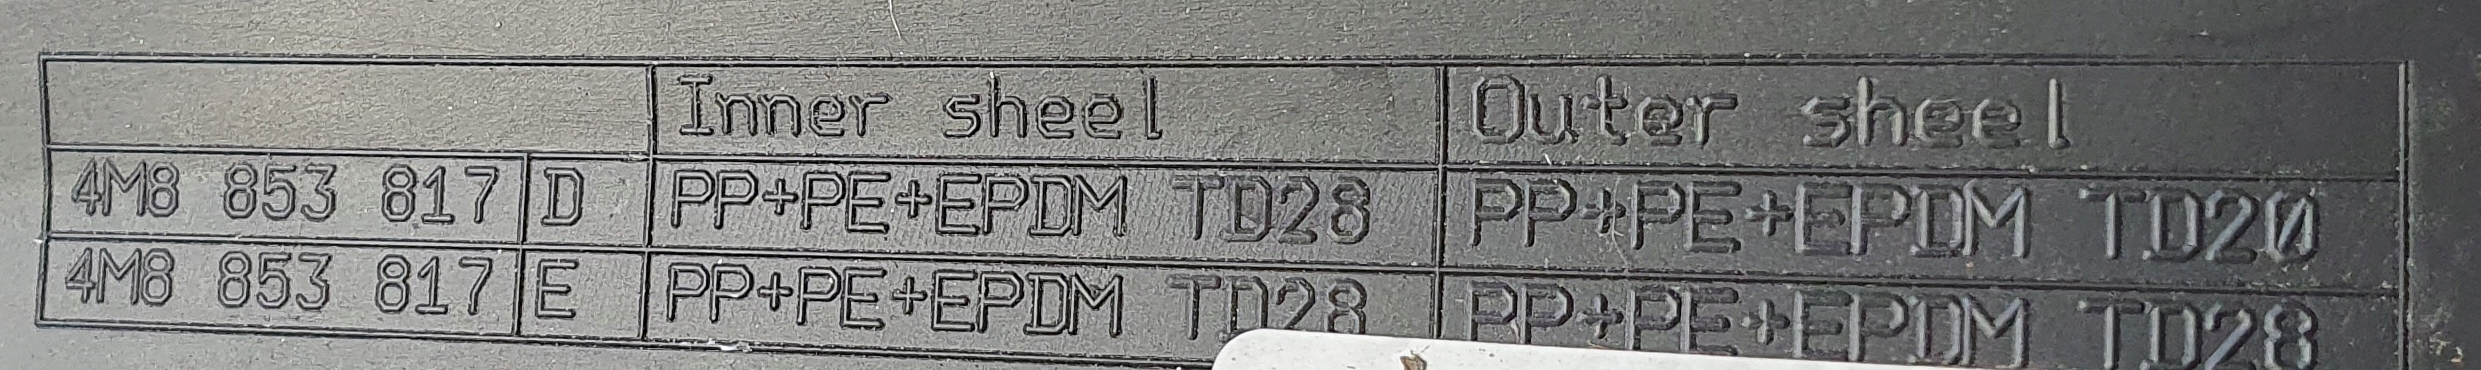 Inner sheel Outer sheel
4M8 853 817 D PP+PE+EPDM TD28 PP+PE+EPDM TD20
4M8 853 817 E PP+PE+EPDM TD28 PP+PE+EPDM TD28